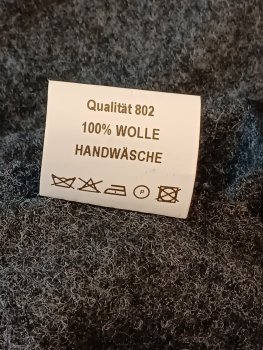 Qualität 802
100% WOLLE
HANDWÄSCHE